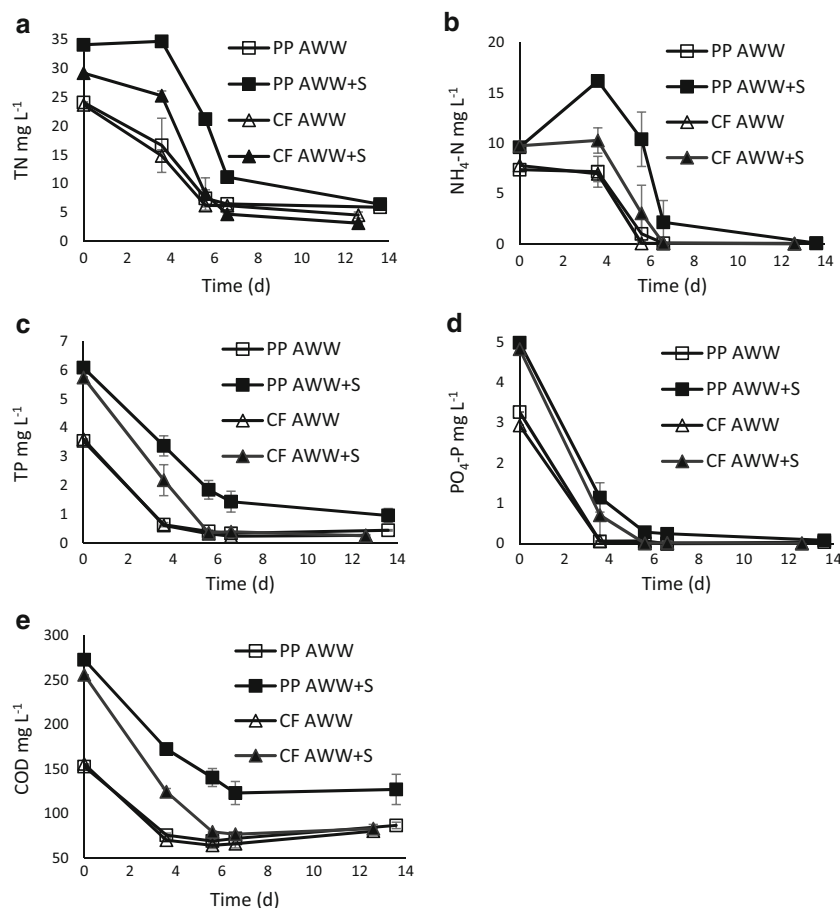 a
35
30
25
20
15
10
5
0
TN mg L⁻¹
0 2 4 6 8 10 12 14
Time (d)
PP AWW
PP AWW+S
CF AWW
CF AWW+S
b
20
15
10
5
0
NH₄-N mg L⁻¹
0 2 4 6 8 10 12 14
Time (d)
PP AWW
PP AWW+S
CF AWW
CF AWW+S
c
7
6
5
4
3
2
1
0
TP mg L⁻¹
0 2 4 6 8 10 12 14
Time (d)
PP AWW
PP AWW+S
CF AWW
CF AWW+S
d
5
4
3
2
1
0
PO₄-P mg L⁻¹
0 2 4 6 8 10 12 14
Time (d)
PP AWW
PP AWW+S
CF AWW
CF AWW+S
e
300
250
200
150
100
50
COD mg L⁻¹
0 2 4 6 8 10 12 14
Time (d)
PP AWW
PP AWW+S
CF AWW
CF AWW+S